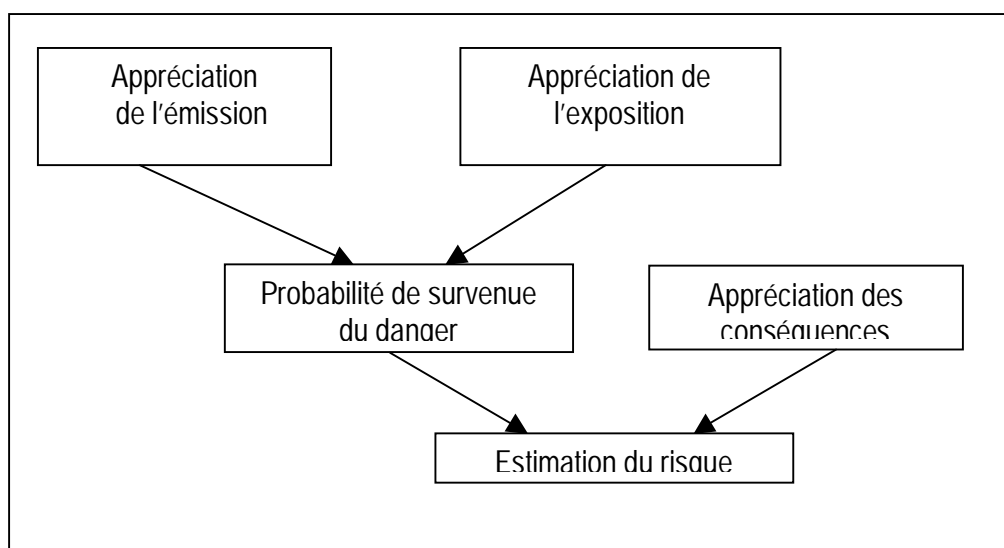 Appréciation
de l'émission
Appréciation de
l'exposition
Probabilité de survenue
du danger
Appréciation des
conséquences
Estimation du risque